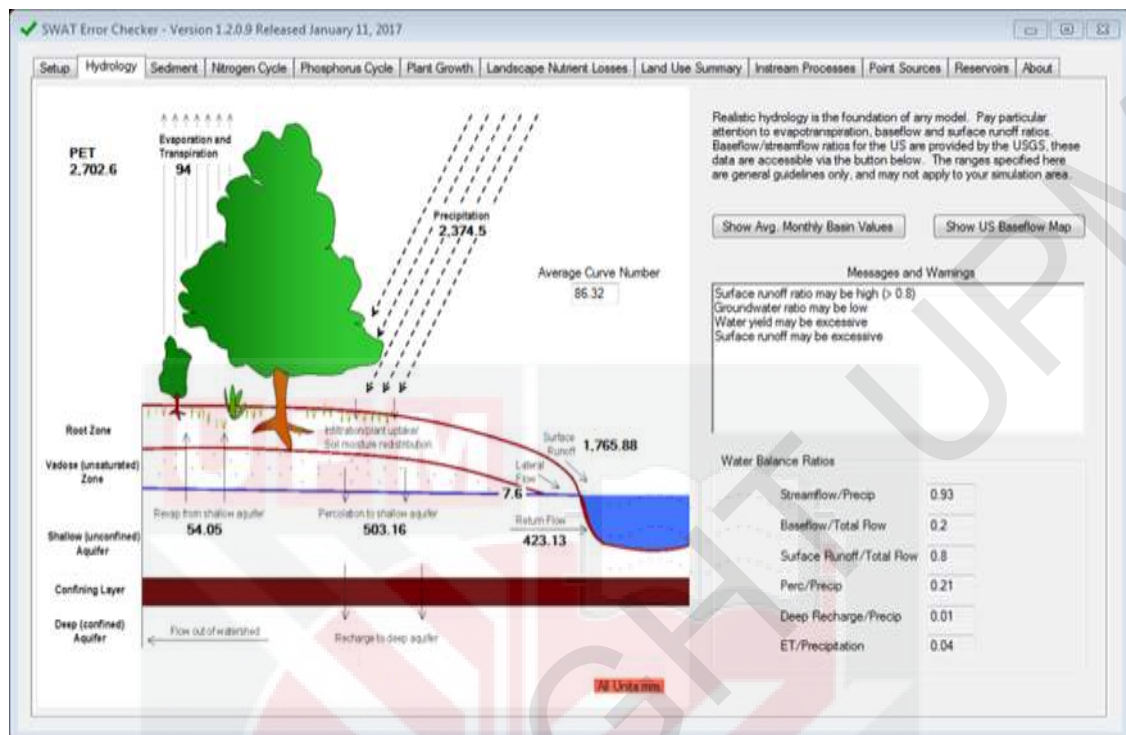 SWAT Error Checker - Version 1.2.0.9 Released January 11, 2017
Setup Hydrology Sediment Nitrogen Cycle Phosphorus Cycle Plant Growth Landscape Nutrient Losses Land Use Summary Instream Processes Point Sources Reservoirs About
PET
2,702.6
Evaporation and
Transpiration
94
Precipitation
2,374.5
Average Curve Number
86.32
Root Zone
Vadose (unsaturated)
Zone
Shallow (unconfined)
Aquifer
Confining Layer
Deep (confined)
Aquifer
Infiltration/plant uptake/
Soil moisture redistribution
Surface
Runoff 1,765.88
Lateral
Flow
7.6
Revap from shallow aquifer
54.05
Percolation to shallow aquifer
503.16
Return Flow
423.13
Flow out of watershed
Recharge to deep aquifer
All Units mm
Realistic hydrology is the foundation of any model. Pay particular
attention to evapotranspiration, baseflow and surface runoff ratios.
Baseflow/streamflow ratios for the US are provided by the USGS, these
data are accessible via the button below. The ranges specified here
are general guidelines only, and may not apply to your simulation area.
Show Avg. Monthly Basin Values
Show US Baseflow Map
Messages and Warnings
Surface runoff ratio may be high (> 0.8)
Groundwater ratio may be low
Water yield may be excessive
Surface runoff may be excessive
Water Balance Ratios
Streamflow/Precip 0.93
Baseflow/Total Flow 0.2
Surface Runoff/Total Flow 0.8
Perc/Precip 0.21
Deep Recharge/Precip 0.01
ET/Precipitation 0.04